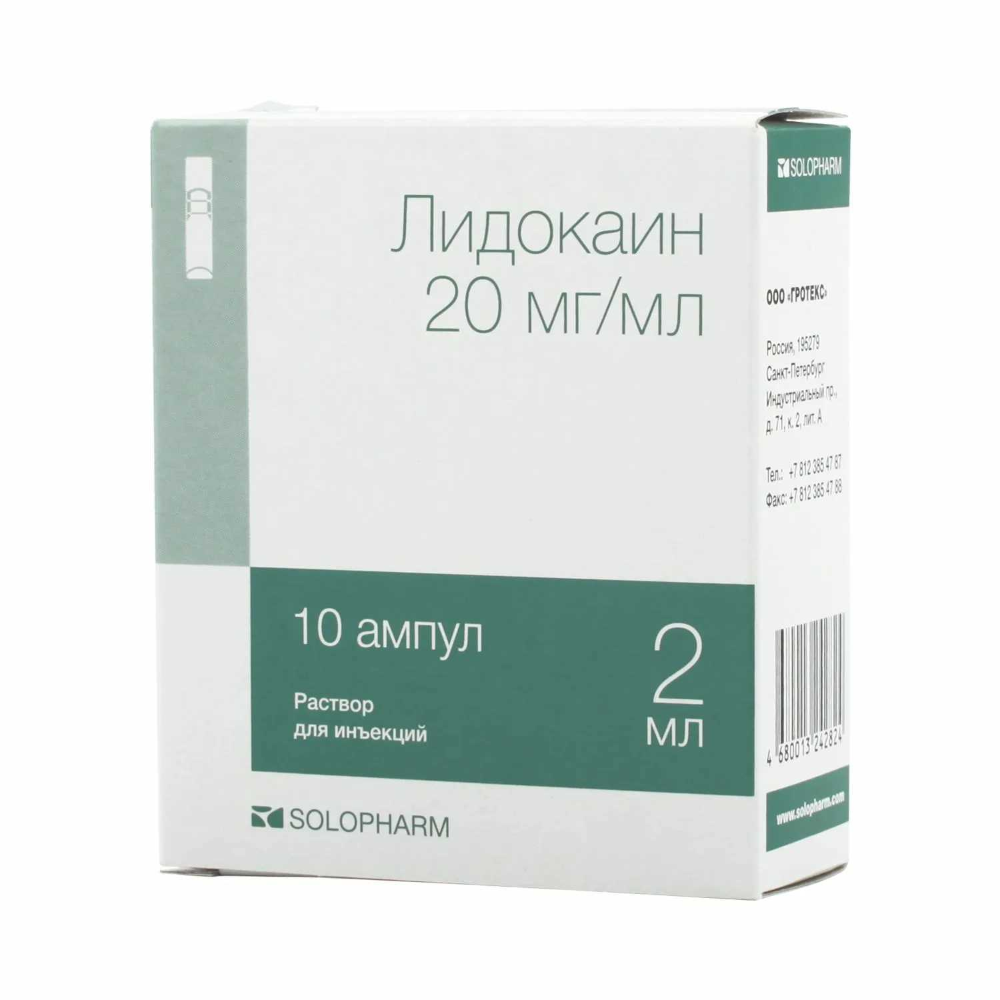 Лидокаин
20 мг/мл
10 ампул
Раствор
для инъекций
2
мл
SOLOPHARM
SOLOPHARM
ООО «ГРОТЕКС»
Россия, 195279
Санкт-Петербург
Индустриальный пр.,
д. 71, к. 2, лит. А
Тел.: +7 812 385 47 87
Факс: +7 812 385 47 88
4 680013 242824
www.solopharm.com